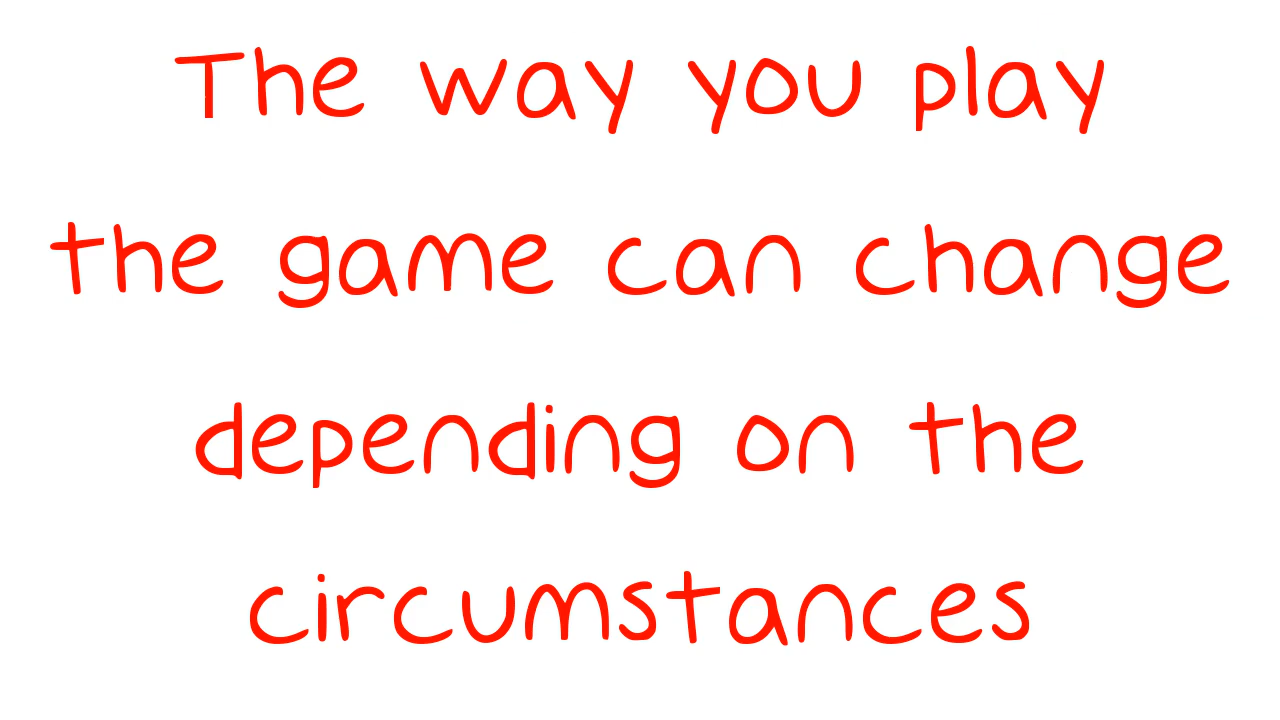 The way you play
the game can change
depending on the
circumstances